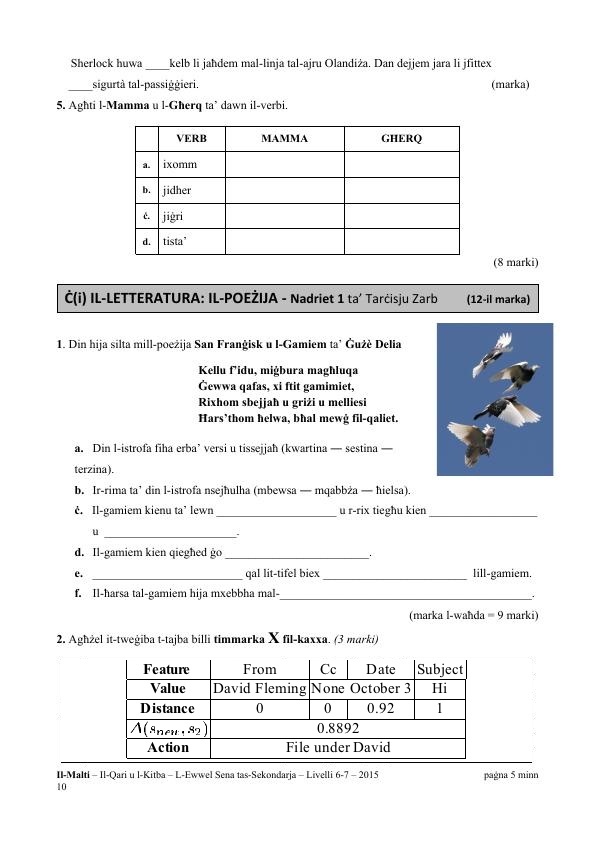 Sherlock huwa ____kelb li jaħdem mal-linja tal-ajru Olandiża. Dan dejjem jara li jfittex
____sigurtà tal-passiġġieri. (marka)
5. Agħti l-Mamma u l-Għerq ta’ dawn il-verbi.
VERB MAMMA GĦERQ
a. ixomm
b. jidher
ċ. jiġri
d. tista’
(8 marki)
Ċ(i) IL-LETTERATURA: IL-POEŻIJA - Nadriet 1 ta’ Tarċisju Zarb (12-il marka)
1. Din hija silta mill-poeżija San Franġisk u l-Gamiem ta’ Ġużè Delia
Kellu f’idu, miġbura magħluqa
Ġewwa qafas, xi ftit gamimiet,
Rixhom sbejjaħ u griżi u melliesi
Ħars’thom ħelwa, bħal mewġ fil-qaliet.
a. Din l-istrofa fiha erba’ versi u tissejjaħ (kwartina — sestina —
terzina).
b. Ir-rima ta’ din l-istrofa nsejħulha (mbewsa — mqabbża — ħielsa).
ċ. Il-gamiem kienu ta’ lewn ____________________ u r-rix tiegħu kien __________________
u ______________________.
d. Il-gamiem kien qiegħed ġo ________________________.
e. _________________________ qal lit-tifel biex ________________________ lill-gamiem.
f. Il-ħarsa tal-gamiem hija mxebbha mal-__________________________________________.
(marka l-waħda = 9 marki)
2. Agħżel it-tweġiba t-tajba billi timmarka X fil-kaxxa. (3 marki)
Feature From Cc Date Subject
Value David Fleming None October 3 Hi
Distance 0 0 0.92 1
Λ(s_new, s_2) 0.8892
Action File under David
Il-Malti – Il-Qari u l-Kitba – L-Ewwel Sena tas-Sekondarja – Livelli 6-7 – 2015 paġna 5 minn
10